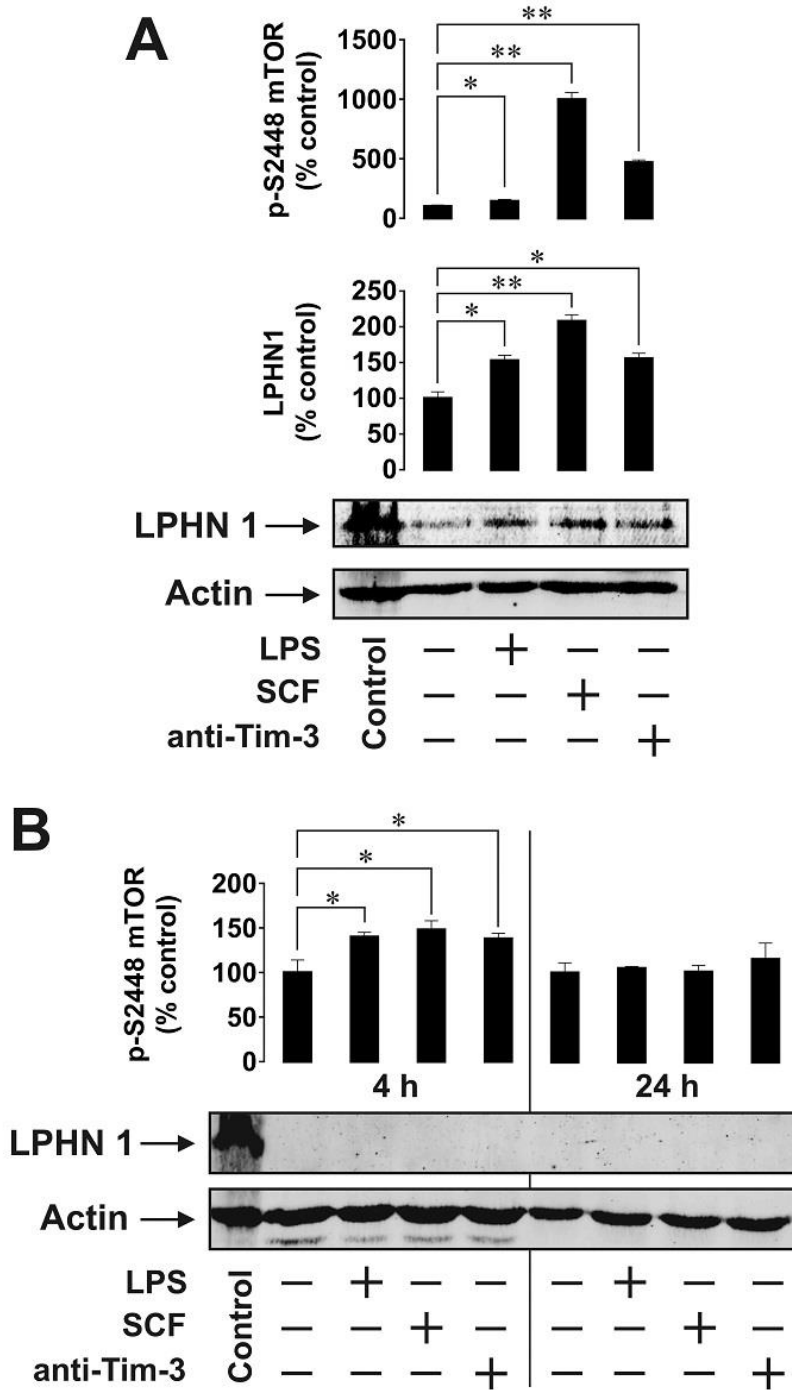 A
p-S2448 mTOR
(% control)
1500
1000
500
0
**
**
*
LPHN1
(% control)
250
200
150
100
50
0
*
**
*
LPHN 1
Actin
Control
LPS — + — —
SCF — — + —
anti-Tim-3 — — — +
B
p-S2448 mTOR
(% control)
200
150
100
50
0
*
*
*
4 h 24 h
LPHN 1
Actin
Control
LPS — + — — — + — —
SCF — — + — — — + —
anti-Tim-3 — — — + — — — +